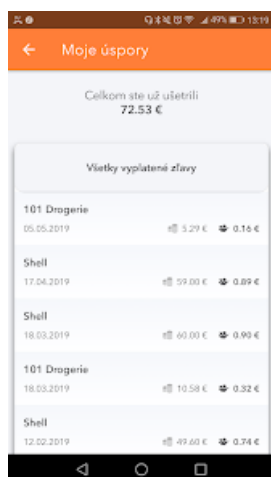 49% 13:19
Moje úspory
Celkom ste už ušetrili
72.53 €
Všetky vyplatené zľavy
101 Drogerie
05.05.2019 5.29 € 0.16 €
Shell
17.04.2019 59.00 € 0.89 €
Shell
18.03.2019 60.00 € 0.90 €
101 Drogerie
18.03.2019 10.58 € 0.32 €
Shell
12.02.2019 49.60 € 0.74 €